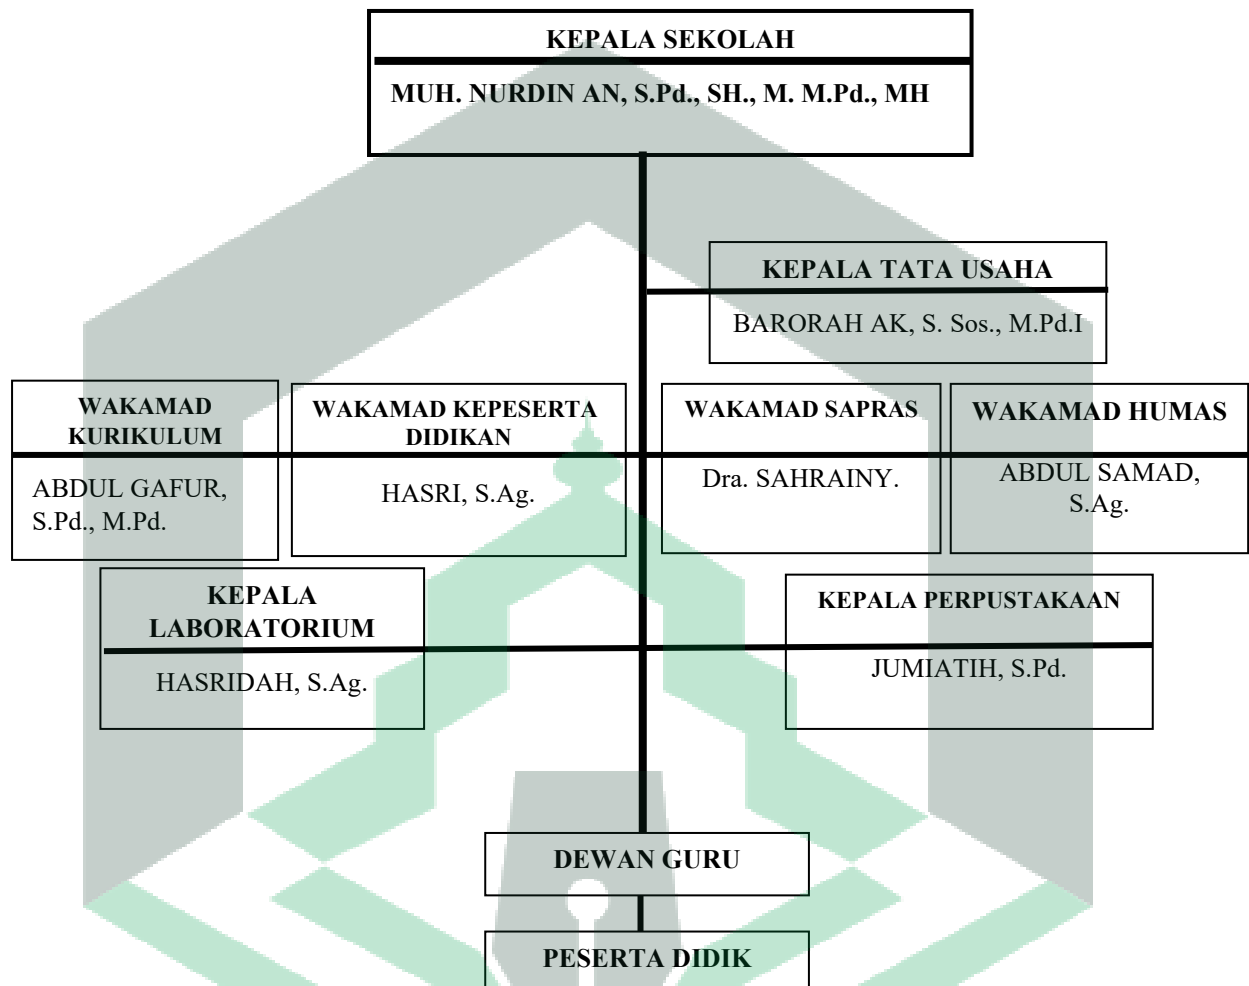 KEPALA SEKOLAH
MUH. NURDIN AN, S.Pd., SH., M. M.Pd., MH
KEPALA TATA USAHA
BARORAH AK, S. Sos., M.Pd.I
WAKAMAD
KURIKULUM
ABDUL GAFUR,
S.Pd., M.Pd.
WAKAMAD KEPESERTA
DIDIKAN
HASRI, S.Ag.
WAKAMAD SAPRAS
Dra. SAHRAINY.
WAKAMAD HUMAS
ABDUL SAMAD,
S.Ag.
KEPALA
LABORATORIUM
HASRIDAH, S.Ag.
KEPALA PERPUSTAKAAN
JUMIATIH, S.Pd.
DEWAN GURU
PESERTA DIDIK